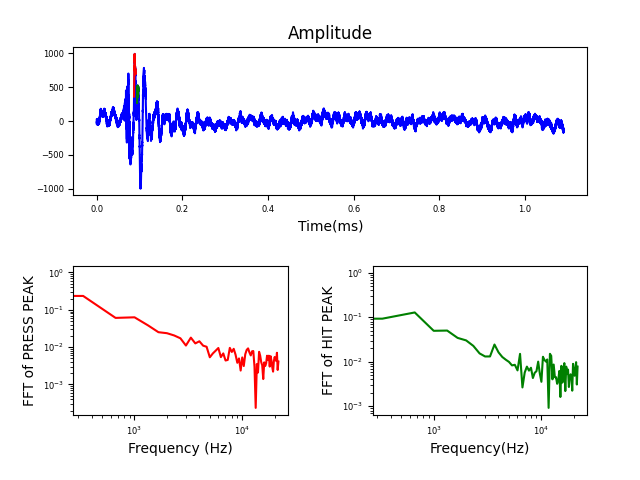 Amplitude
1000
500
0
−500
−1000
0.0 0.2 0.4 0.6 0.8 1.0
Time(ms)
FFT of PRESS PEAK
10⁰
10⁻¹
10⁻²
10⁻³
10³ 10⁴
Frequency (Hz)
FFT of HIT PEAK
10⁰
10⁻¹
10⁻²
10⁻³
10³ 10⁴
Frequency(Hz)